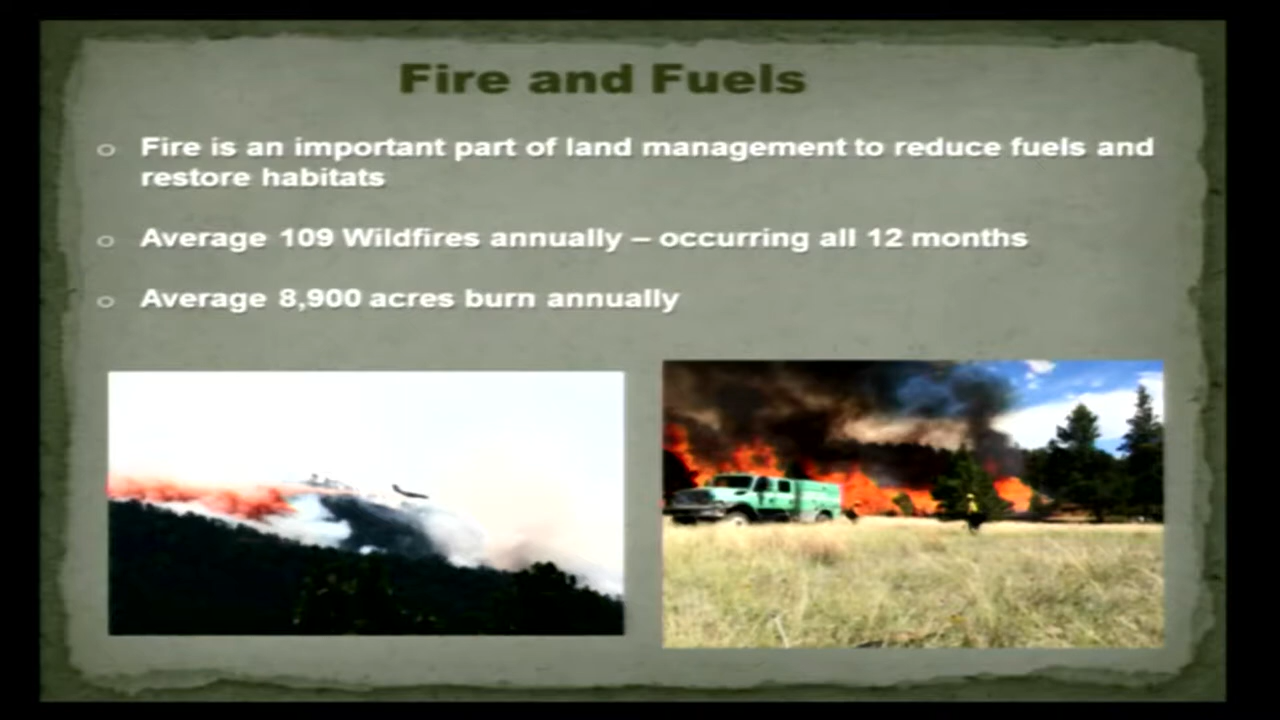 Fire and Fuels
Fire is an important part of land management to reduce fuels and
restore habitats
Average 109 Wildfires annually – occurring all 12 months
Average 8,900 acres burn annually